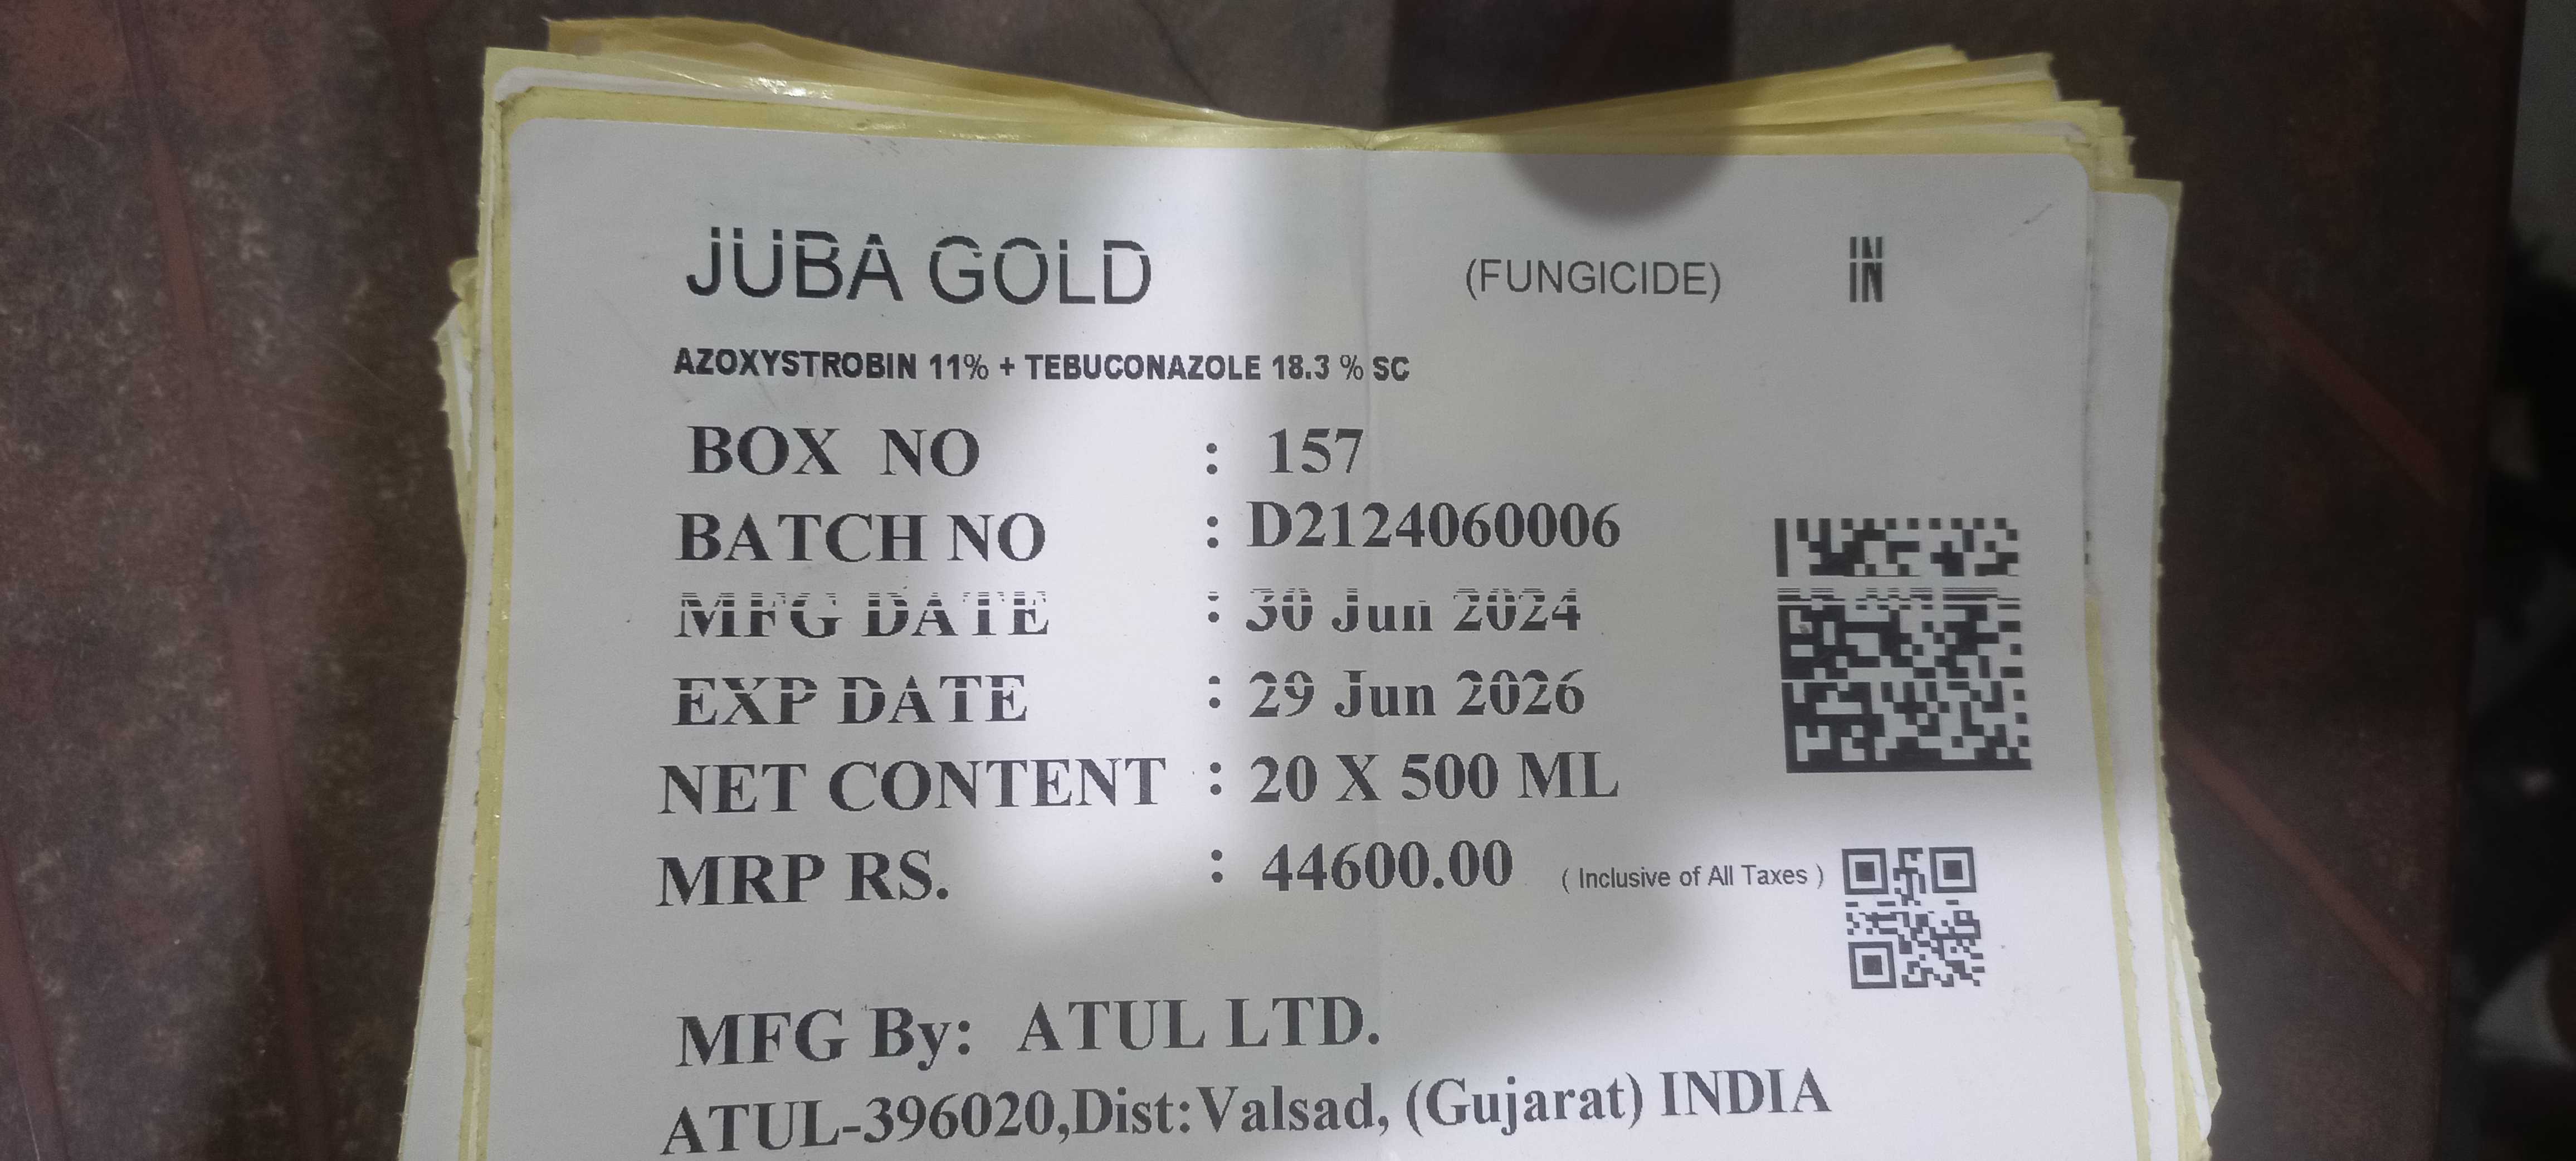 JUBA GOLD (FUNGICIDE) IN
AZOXYSTROBIN 11% + TEBUCONAZOLE 18.3 % SC
BOX NO : 157
BATCH NO : D2124060006
MFG DATE : 30 Jun 2024
EXP DATE : 29 Jun 2026
NET CONTENT : 20 X 500 ML
MRP RS. : 44600.00 ( Inclusive of All Taxes )
MFG By: ATUL LTD.
ATUL-396020,Dist:Valsad, (Gujarat) INDIA